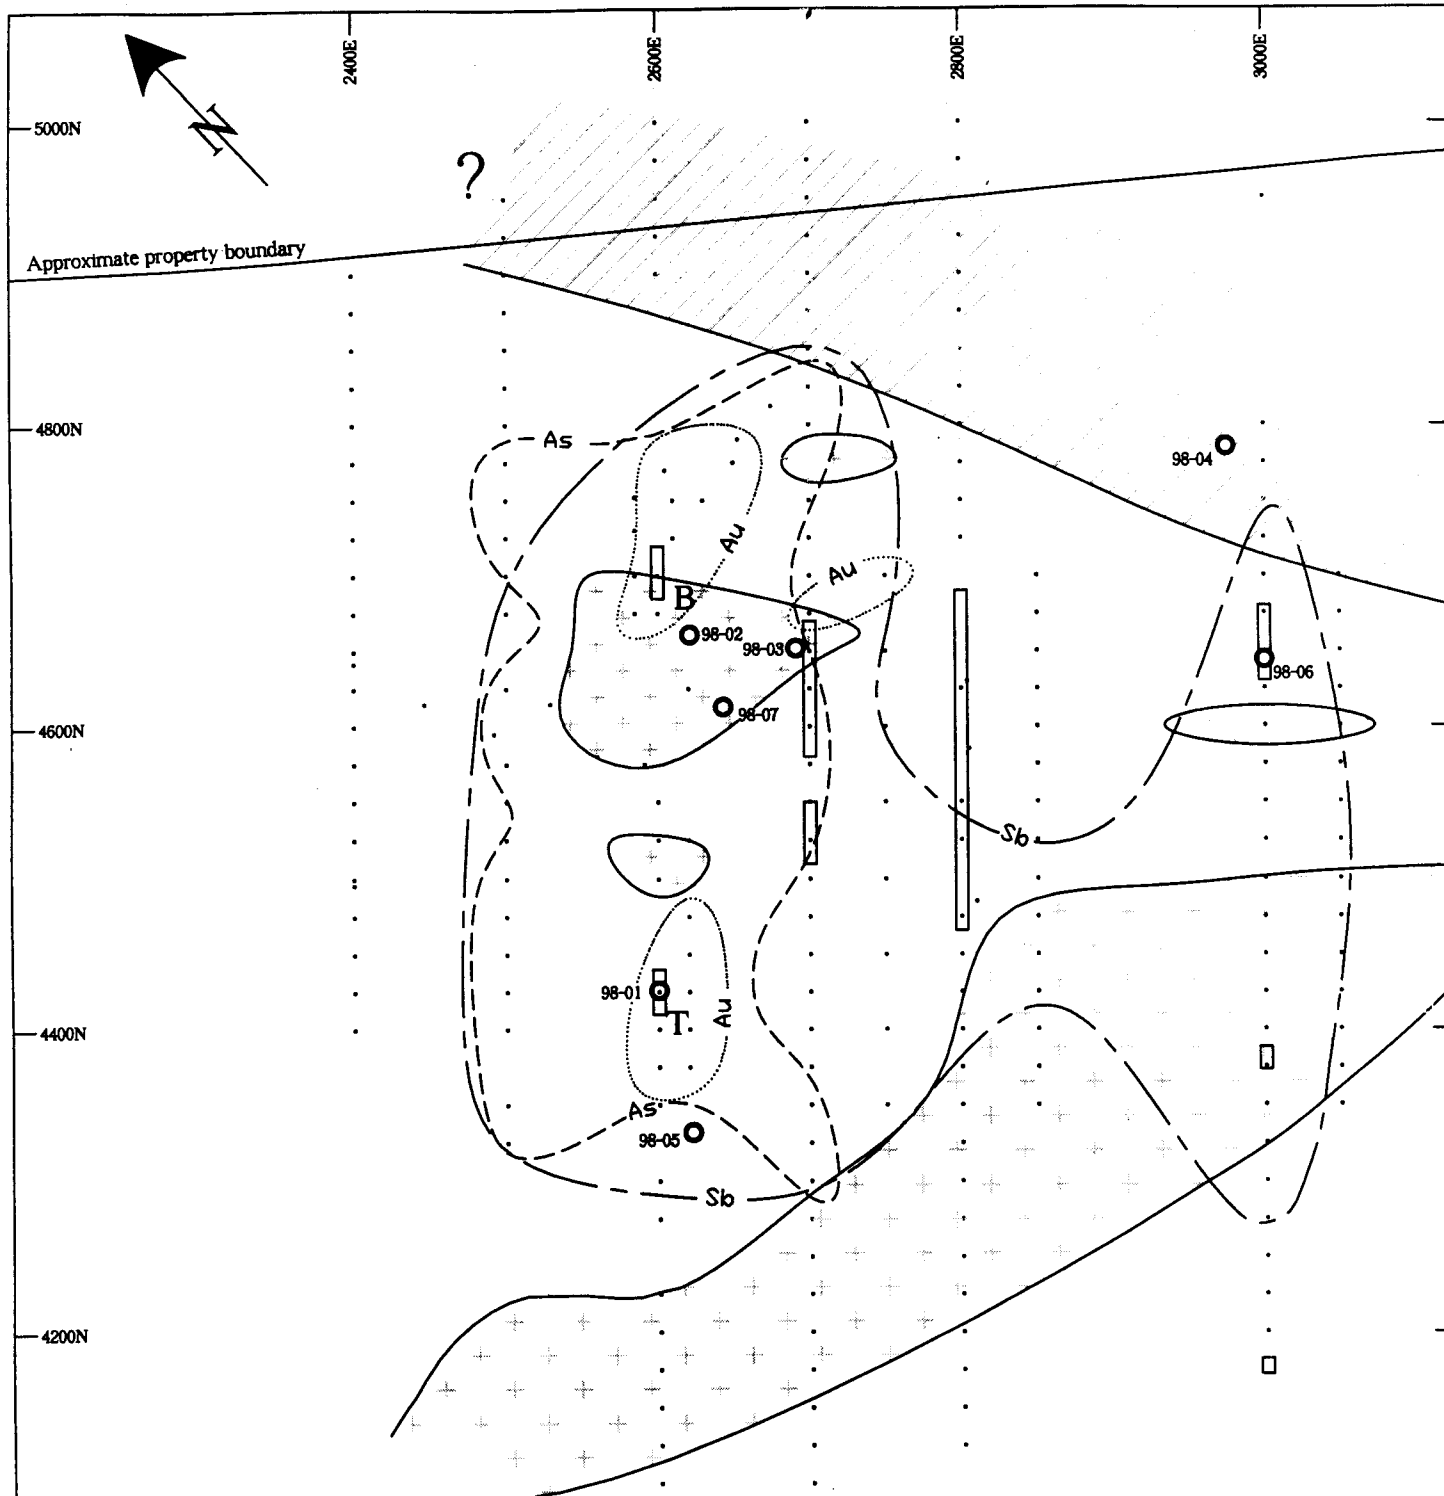 2400E
2600E
2800E
3000E
N
5000N
?
Approximate property boundary
4800N
As
98-04
Au
Au
B
98-02
98-03
98-06
98-07
4600N
Sb
98-01
T
Au
4400N
As
98-05
Sb
4200N